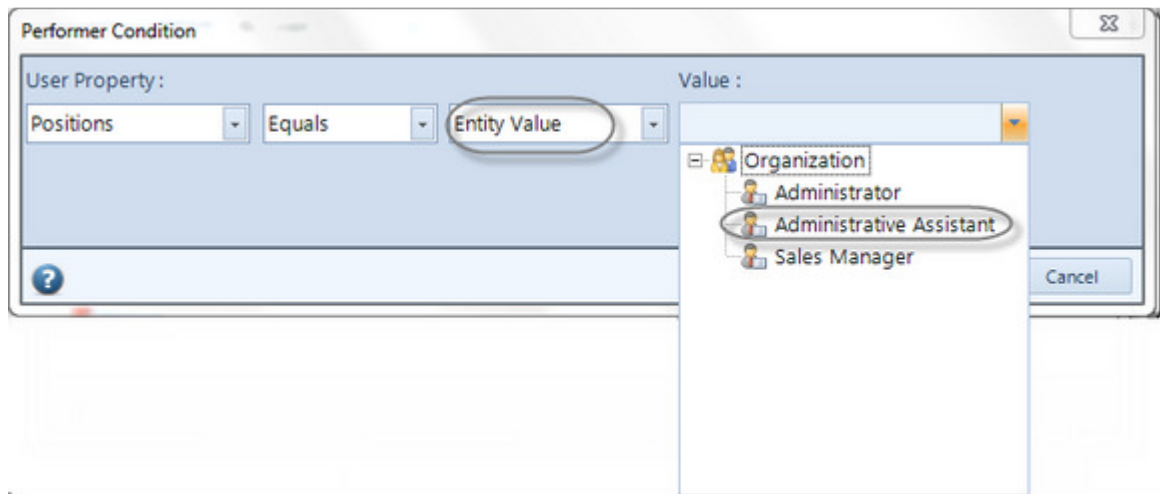 Performer Condition
User Property :
Value :
Positions
Equals
Entity Value
Organization
Administrator
Administrative Assistant
Sales Manager
Cancel